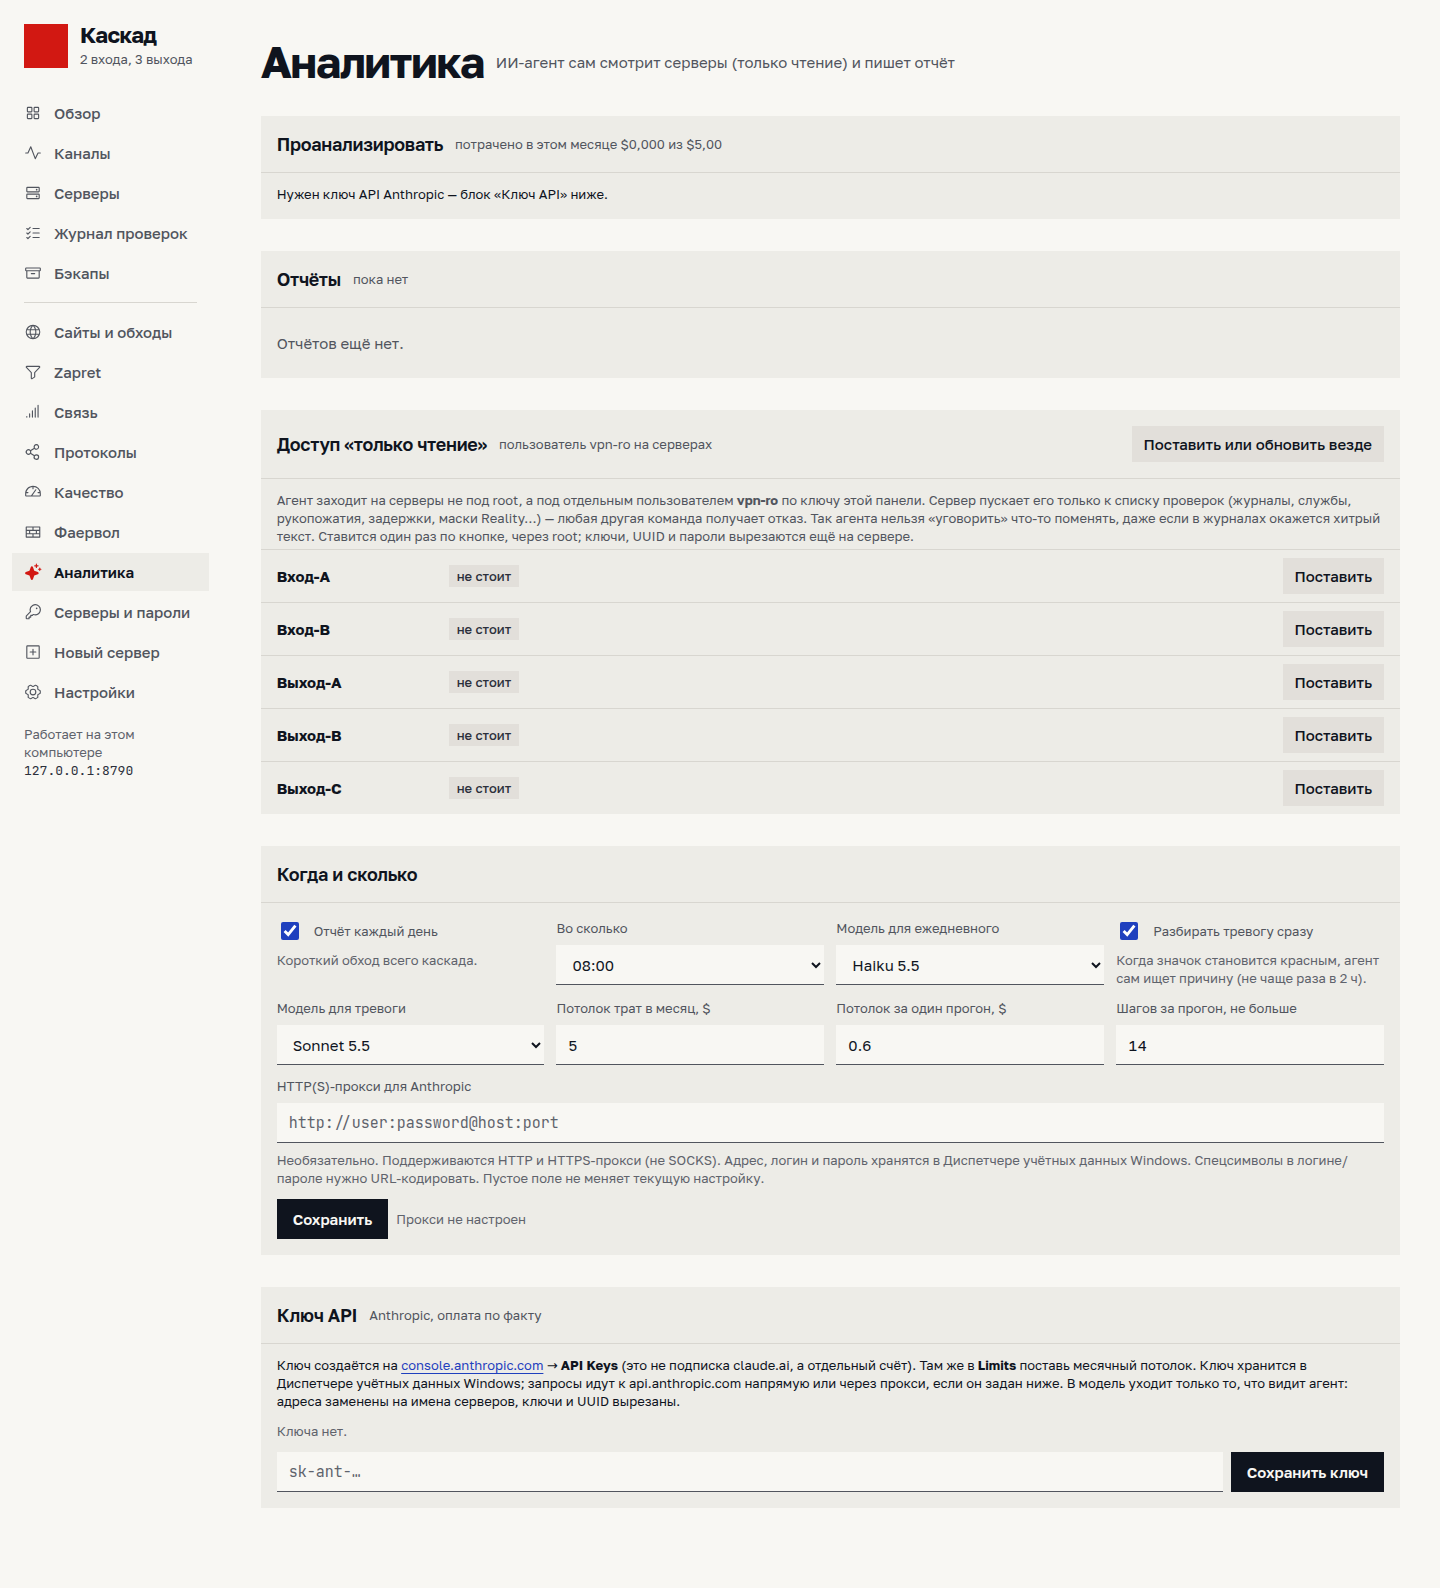 Каскад
2 входа, 3 выхода
Обзор
Каналы
Серверы
Журнал проверок
Бэкапы
Сайты и обходы
Zapret
Связь
Протоколы
Качество
Фаервол
Аналитика
Серверы и пароли
Новый сервер
Настройки
Работает на этом
компьютере
127.0.0.1:8790
Аналитика ИИ-агент сам смотрит серверы (только чтение) и пишет отчёт
Проанализировать потрачено в этом месяце $0,000 из $5,00
Нужен ключ API Anthropic — блок «Ключ API» ниже.
Отчёты пока нет
Отчётов ещё нет.
Доступ «только чтение» пользователь vpn-ro на серверах Поставить или обновить везде
Агент заходит на серверы не под root, а под отдельным пользователем vpn-ro по ключу этой панели. Сервер пускает его только к списку проверок (журналы, службы,
рукопожатия, задержки, маски Reality…) — любая другая команда получает отказ. Так агента нельзя «уговорить» что-то поменять, даже если в журналах окажется хитрый
текст. Ставится один раз по кнопке, через root; ключи, UUID и пароли вырезаются ещё на сервере.
Вход-A не стоит Поставить
Вход-B не стоит Поставить
Выход-A не стоит Поставить
Выход-B не стоит Поставить
Выход-C не стоит Поставить
Когда и сколько
Отчёт каждый день
Короткий обход всего каскада.
Во сколько
08:00
Модель для ежедневного
Haiku 5.5
Разбирать тревогу сразу
Когда значок становится красным, агент
сам ищет причину (не чаще раза в 2 ч).
Модель для тревоги
Sonnet 5.5
Потолок трат в месяц, $
5
Потолок за один прогон, $
0.6
Шагов за прогон, не больше
14
HTTP(S)-прокси для Anthropic
http://user:password@host:port
Необязательно. Поддерживаются HTTP и HTTPS-прокси (не SOCKS). Адрес, логин и пароль хранятся в Диспетчере учётных данных Windows. Спецсимволы в логине/
пароле нужно URL-кодировать. Пустое поле не меняет текущую настройку.
Сохранить Прокси не настроен
Ключ API Anthropic, оплата по факту
Ключ создаётся на console.anthropic.com → API Keys (это не подписка claude.ai, а отдельный счёт). Там же в Limits поставь месячный потолок. Ключ хранится в
Диспетчере учётных данных Windows; запросы идут к api.anthropic.com напрямую или через прокси, если он задан ниже. В модель уходит только то, что видит агент:
адреса заменены на имена серверов, ключи и UUID вырезаны.
Ключа нет.
sk-ant-… Сохранить ключ